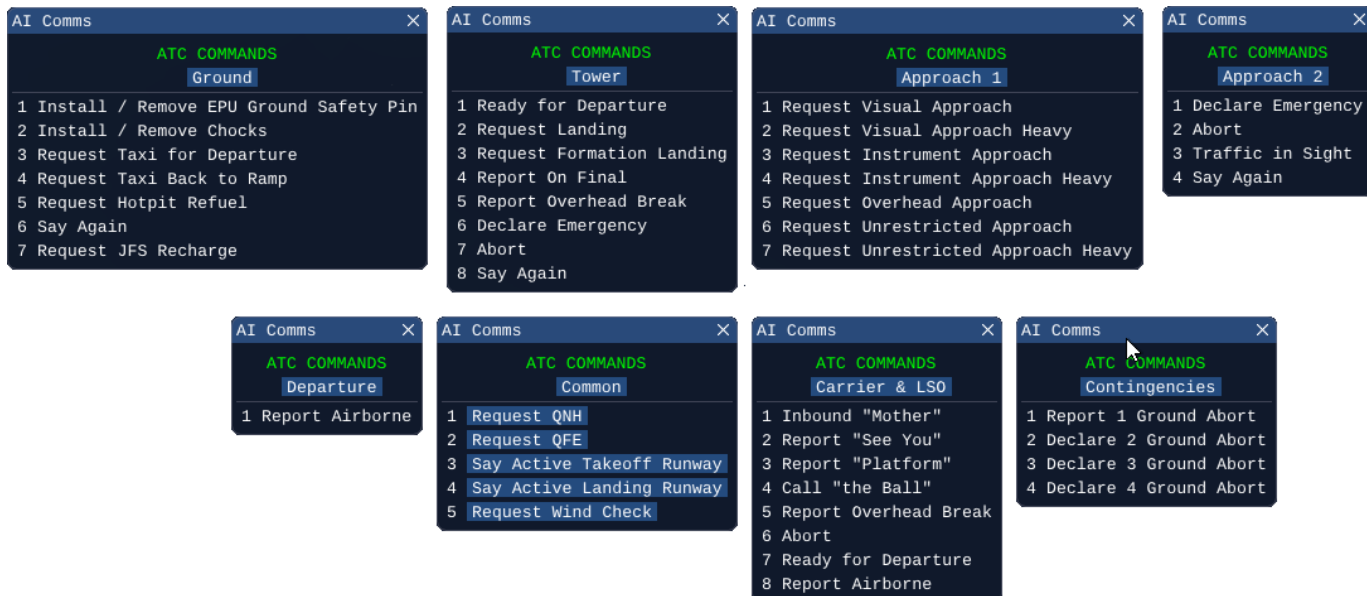 AI Comms
ATC COMMANDS
Ground
1 Install / Remove EPU Ground Safety Pin
2 Install / Remove Chocks
3 Request Taxi for Departure
4 Request Taxi Back to Ramp
5 Request Hotpit Refuel
6 Say Again
7 Request JFS Recharge
AI Comms
ATC COMMANDS
Tower
1 Ready for Departure
2 Request Landing
3 Request Formation Landing
4 Report On Final
5 Report Overhead Break
6 Declare Emergency
7 Abort
8 Say Again
AI Comms
ATC COMMANDS
Approach 1
1 Request Visual Approach
2 Request Visual Approach Heavy
3 Request Instrument Approach
4 Request Instrument Approach Heavy
5 Request Overhead Approach
6 Request Unrestricted Approach
7 Request Unrestricted Approach Heavy
AI Comms
ATC COMMANDS
Approach 2
1 Declare Emergency
2 Abort
3 Traffic in Sight
4 Say Again
AI Comms
ATC COMMANDS
Departure
1 Report Airborne
AI Comms
ATC COMMANDS
Common
1 Request QNH
2 Request QFE
3 Say Active Takeoff Runway
4 Say Active Landing Runway
5 Request Wind Check
AI Comms
ATC COMMANDS
Carrier & LSO
1 Inbound "Mother"
2 Report "See You"
3 Report "Platform"
4 Call "the Ball"
5 Report Overhead Break
6 Abort
7 Ready for Departure
8 Report Airborne
AI Comms
ATC COMMANDS
Contingencies
1 Report 1 Ground Abort
2 Declare 2 Ground Abort
3 Declare 3 Ground Abort
4 Declare 4 Ground Abort